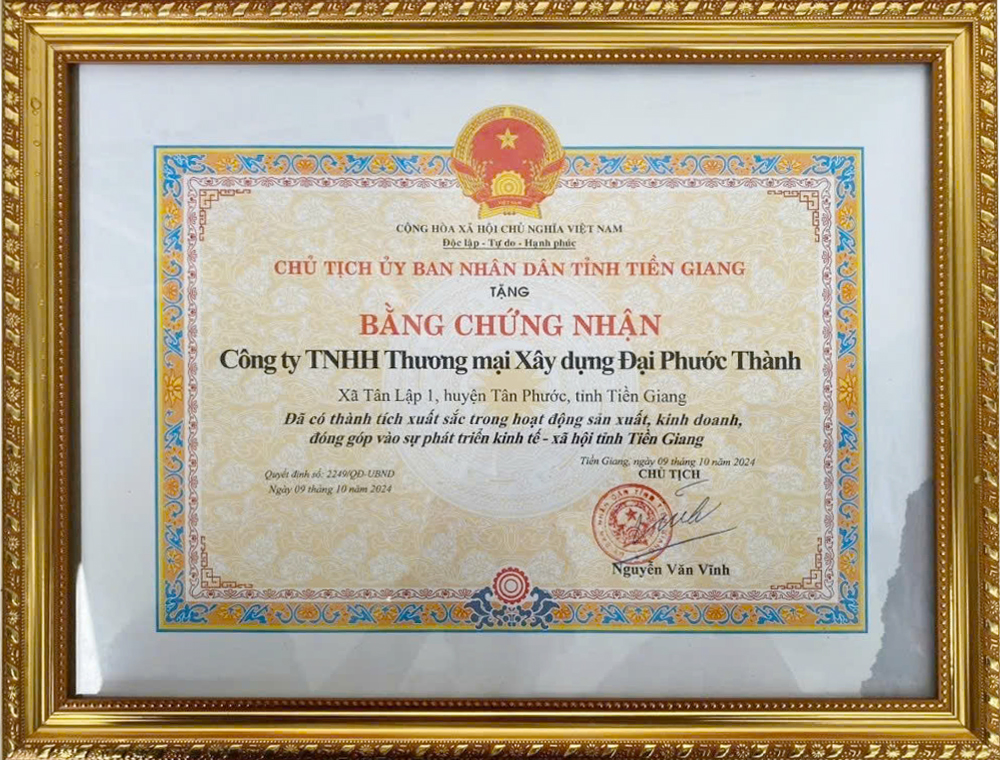 VIỆT NAM
CỘNG HÒA XÃ HỘI CHỦ NGHĨA VIỆT NAM
Độc lập - Tự do - Hạnh phúc
CHỦ TỊCH ỦY BAN NHÂN DÂN TỈNH TIỀN GIANG
TẶNG
BẰNG CHỨNG NHẬN
Công ty TNHH Thương mại Xây dựng Đại Phước Thành
Xã Tân Lập 1, huyện Tân Phước, tỉnh Tiền Giang
Đã có thành tích xuất sắc trong hoạt động sản xuất, kinh doanh,
đóng góp vào sự phát triển kinh tế - xã hội tỉnh Tiền Giang
Quyết định số: 2249/QĐ-UBND
Ngày 09 tháng 10 năm 2024
Tiền Giang, ngày 09 tháng 10 năm 2024
CHỦ TỊCH
NHÂN DÂN TỈNH
Nguyễn Văn Vĩnh